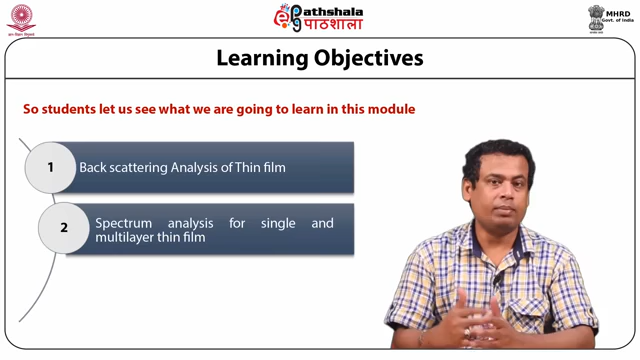 ePathshala
पाठशाला
MHRD
Govt. of India
Learning Objectives
So students let us see what we are going to learn in this module
1
Back scattering Analysis of Thin film
2
Spectrum analysis for single and
multilayer thin film